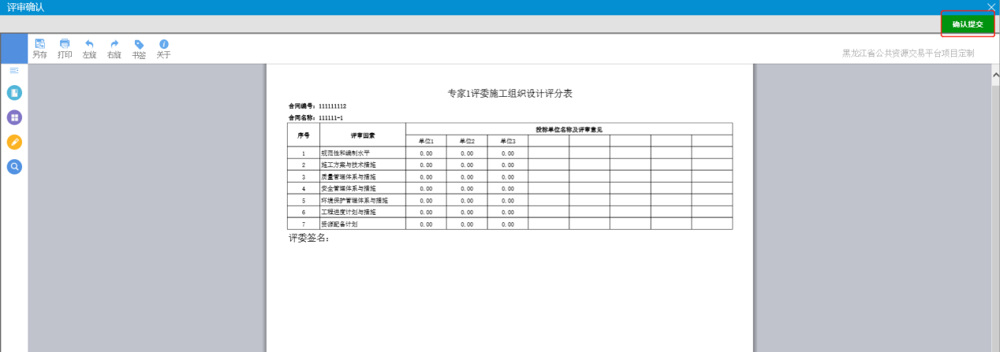 评审确认
确认提交
另存 打印 左旋 右旋 书签 关于
黑龙江省公共资源交易平台项目定制
专家1评委施工组织设计评分表
合同编号：111111112
合同名称：111111-1
序号 评审因素 投标单位名称及评审意见
单位1 单位2 单位3
1 规范性和编制水平 0.00 0.00 0.00
2 施工方案与技术措施 0.00 0.00 0.00
3 质量管理体系与措施 0.00 0.00 0.00
4 安全管理体系与措施 0.00 0.00 0.00
5 环境保护管理体系与措施 0.00 0.00 0.00
6 工程进度计划与措施 0.00 0.00 0.00
7 资源配备计划 0.00 0.00 0.00
评委签名：